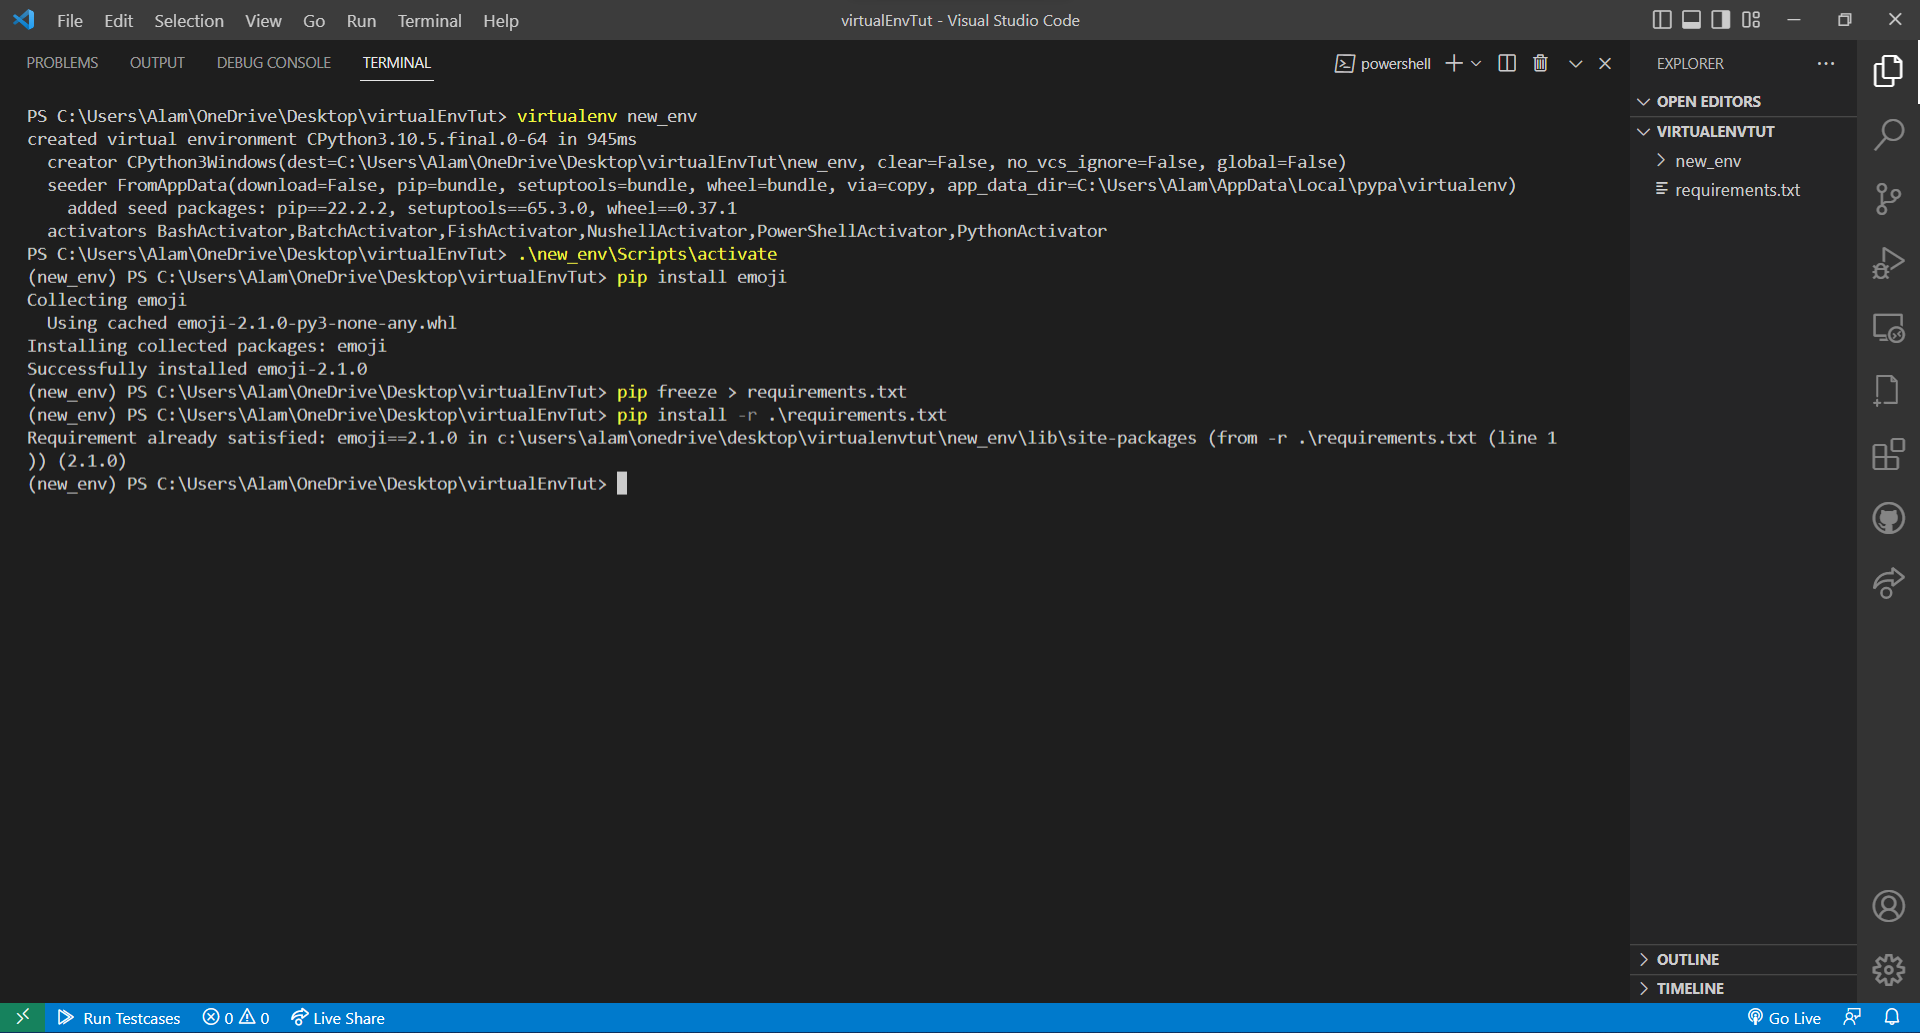 File Edit Selection View Go Run Terminal Help
virtualEnvTut - Visual Studio Code
PROBLEMS OUTPUT DEBUG CONSOLE TERMINAL
powershell
PS C:\Users\Alam\OneDrive\Desktop\virtualEnvTut> virtualenv new_env
created virtual environment CPython3.10.5.final.0-64 in 945ms
  creator CPython3Windows(dest=C:\Users\Alam\OneDrive\Desktop\virtualEnvTut\new_env, clear=False, no_vcs_ignore=False, global=False)
  seeder FromAppData(download=False, pip=bundle, setuptools=bundle, wheel=bundle, via=copy, app_data_dir=C:\Users\Alam\AppData\Local\pypa\virtualenv)
    added seed packages: pip==22.2.2, setuptools==65.3.0, wheel==0.37.1
  activators BashActivator,BatchActivator,FishActivator,NushellActivator,PowerShellActivator,PythonActivator
PS C:\Users\Alam\OneDrive\Desktop\virtualEnvTut> .\new_env\Scripts\activate
(new_env) PS C:\Users\Alam\OneDrive\Desktop\virtualEnvTut> pip install emoji
Collecting emoji
  Using cached emoji-2.1.0-py3-none-any.whl
Installing collected packages: emoji
Successfully installed emoji-2.1.0
(new_env) PS C:\Users\Alam\OneDrive\Desktop\virtualEnvTut> pip freeze > requirements.txt
(new_env) PS C:\Users\Alam\OneDrive\Desktop\virtualEnvTut> pip install -r .\requirements.txt
Requirement already satisfied: emoji==2.1.0 in c:\users\alam\onedrive\desktop\virtualenvtut\new_env\lib\site-packages (from -r .\requirements.txt (line 1
)) (2.1.0)
(new_env) PS C:\Users\Alam\OneDrive\Desktop\virtualEnvTut>
EXPLORER
OPEN EDITORS
VIRTUALENVTUT
new_env
requirements.txt
OUTLINE
TIMELINE
Run Testcases 0 0 Live Share
Go Live